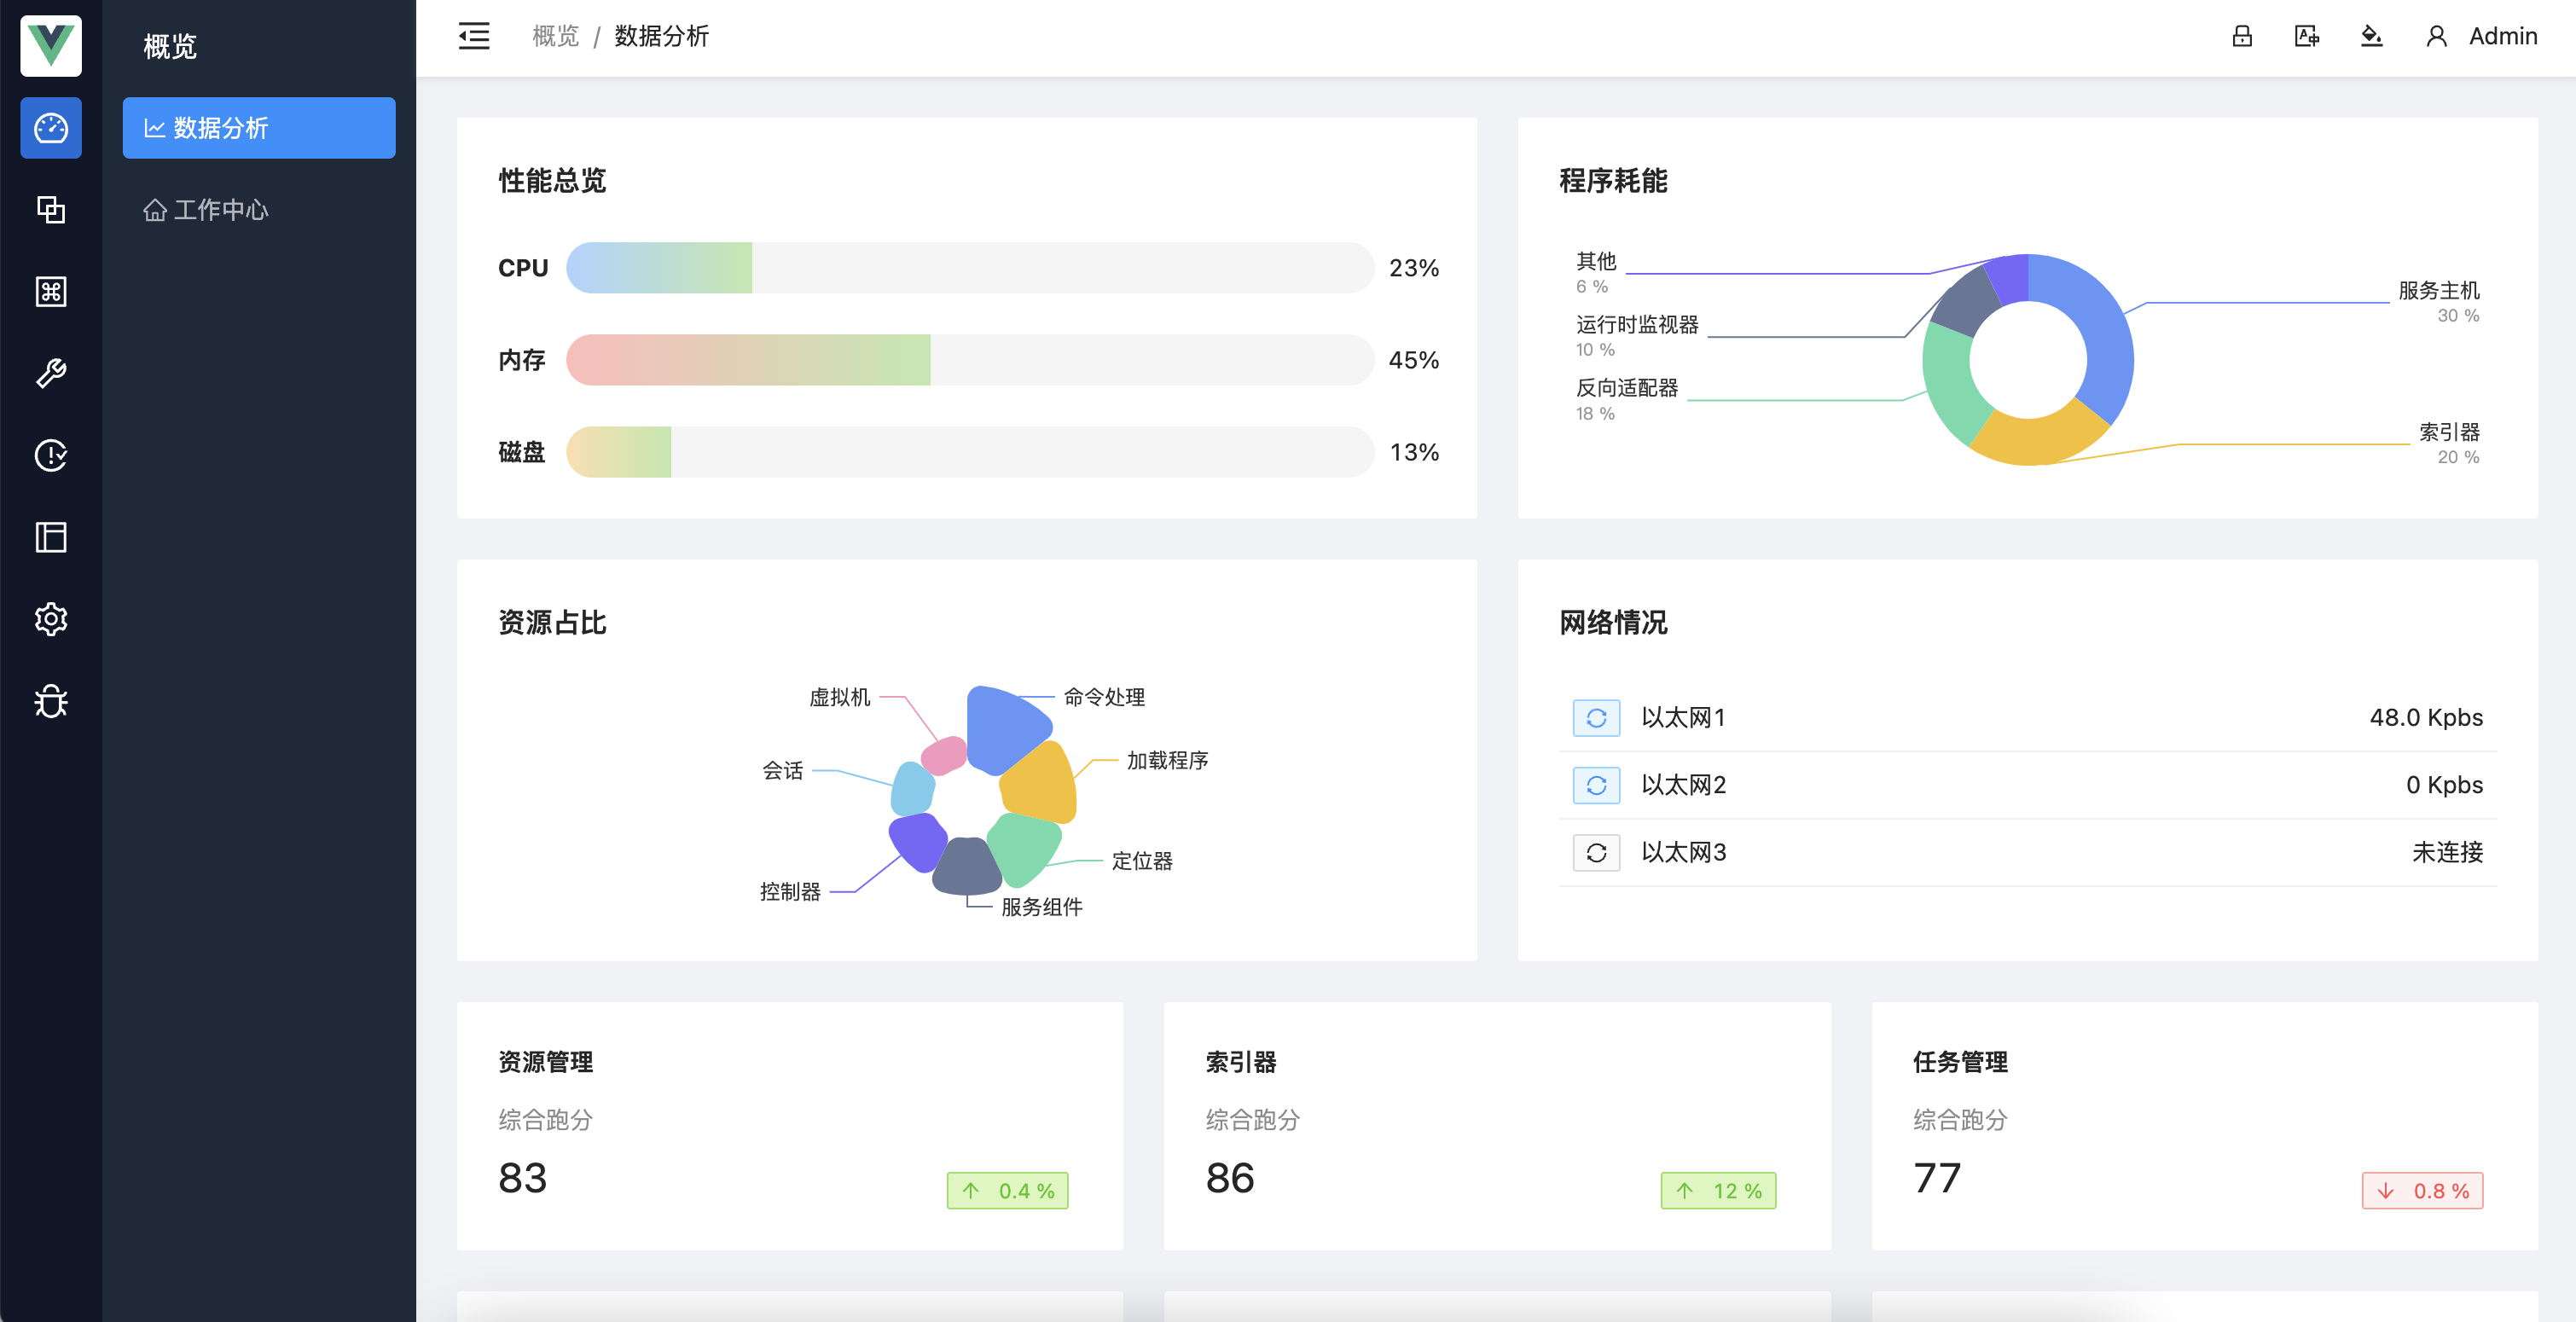 概览
数据分析
工作中心
概览 / 数据分析
Admin
性能总览
CPU 23%
内存 45%
磁盘 13%
程序耗能
其他
6 %
运行时监视器
10 %
反向适配器
18 %
服务主机
30 %
索引器
20 %
资源占比
虚拟机
命令处理
加载程序
会话
定位器
控制器
服务组件
网络情况
以太网1 48.0 Kpbs
以太网2 0 Kpbs
以太网3 未连接
资源管理
综合跑分
83
0.4 %
索引器
综合跑分
86
12 %
任务管理
综合跑分
77
0.8 %